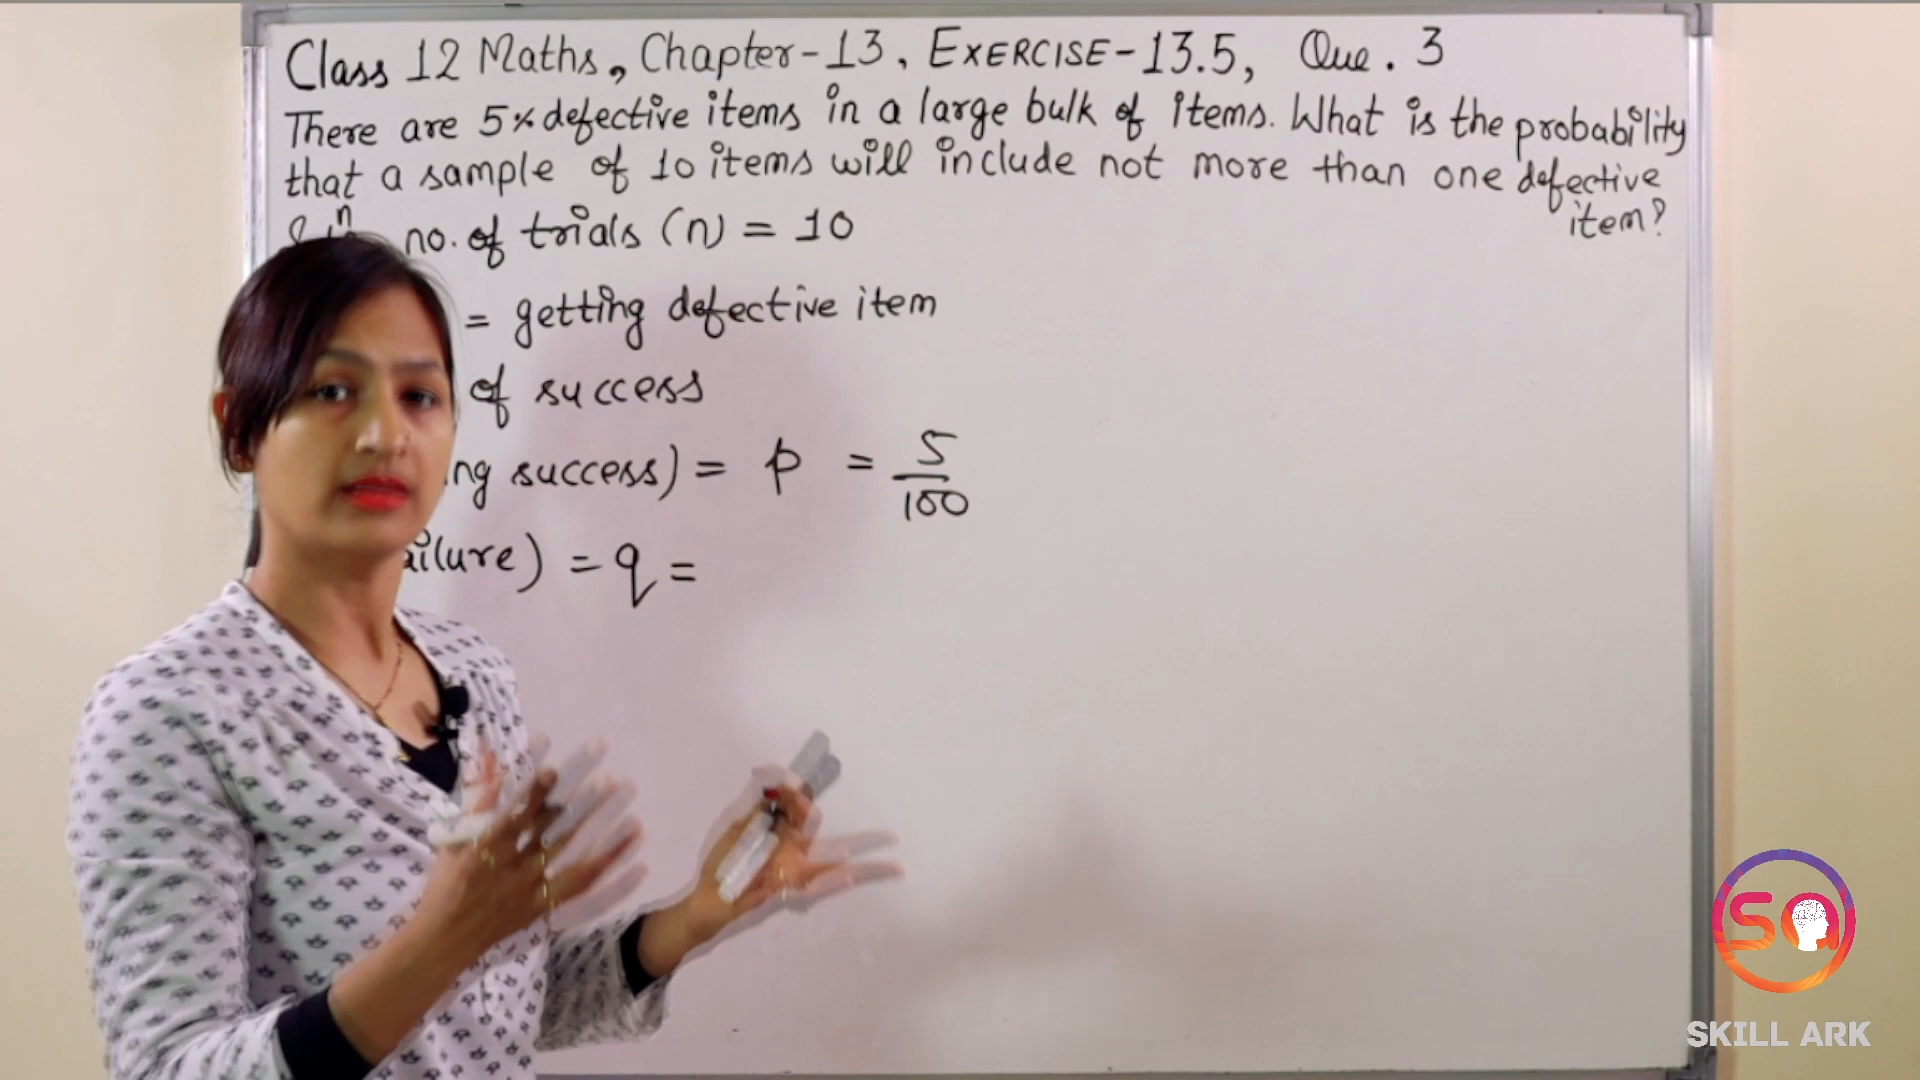 Class 12 Maths, Chapter-13, EXERCISE-13.5, Que. 3
There are 5% defective items in a large bulk of items. What is the probability
that a sample of 10 items will include not more than one defective
item?
no. of trials (n) = 10
= getting defective item
of success
success) = p = 5/100
) = q =
SKILL ARK